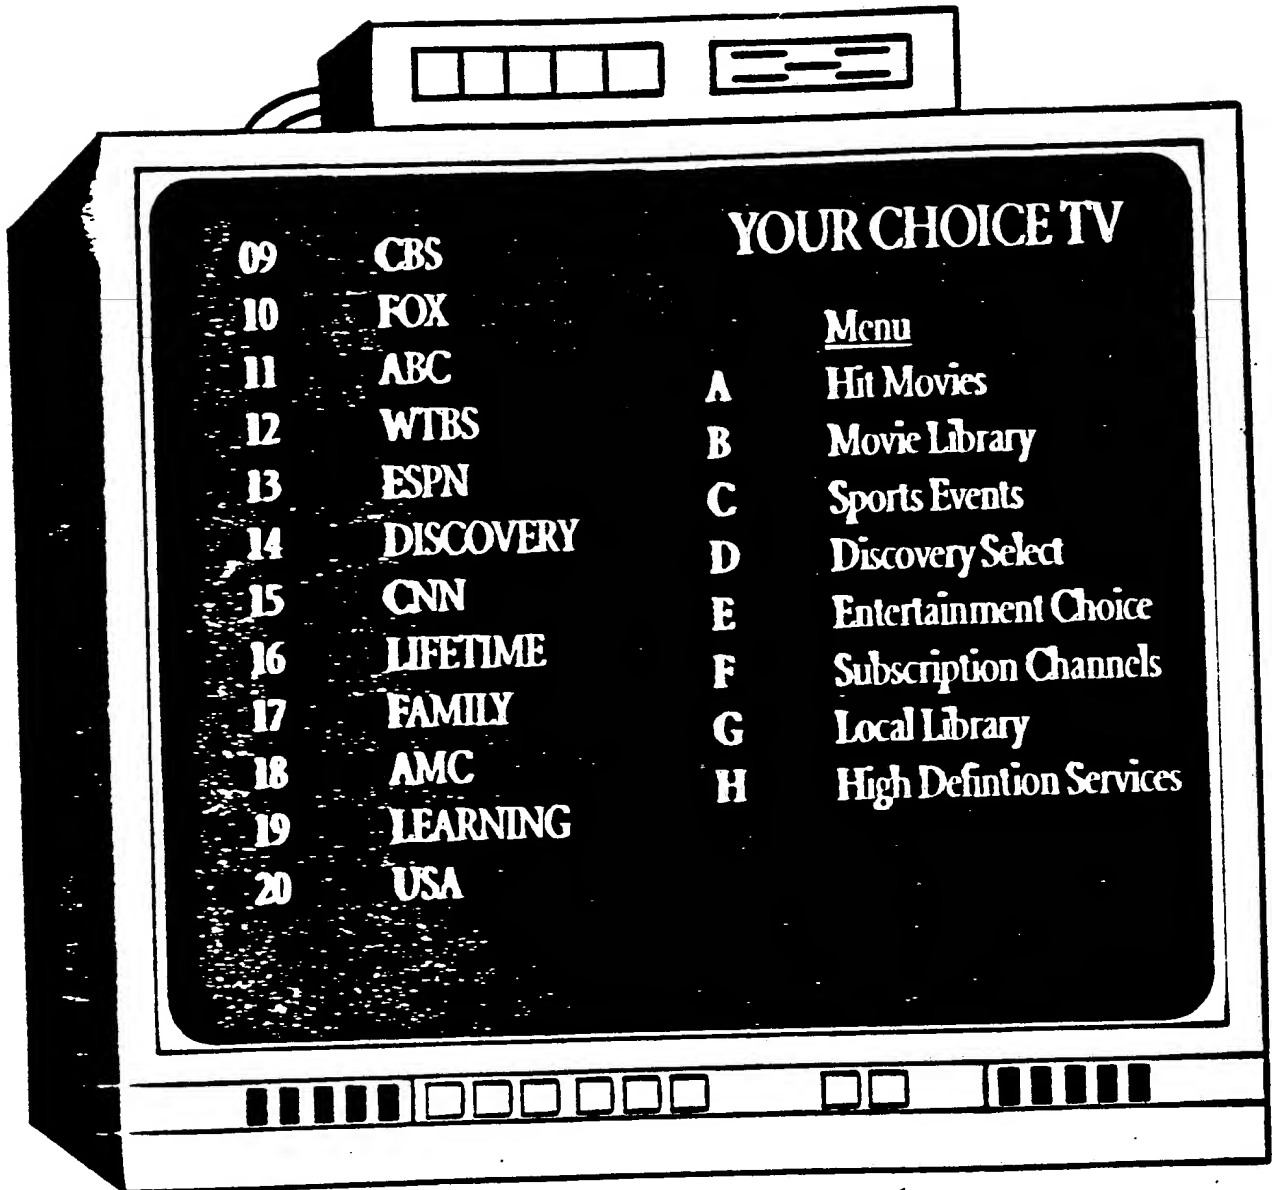 09 CBS
10 FOX
11 ABC
12 WTBS
13 ESPN
14 DISCOVERY
15 CNN
16 LIFETIME
17 FAMILY
18 AMC
19 LEARNING
20 USA
YOUR CHOICE TV
Menu
A Hit Movies
B Movie Library
C Sports Events
D Discovery Select
E Entertainment Choice
F Subscription Channels
G Local Library
H High Defintion Services